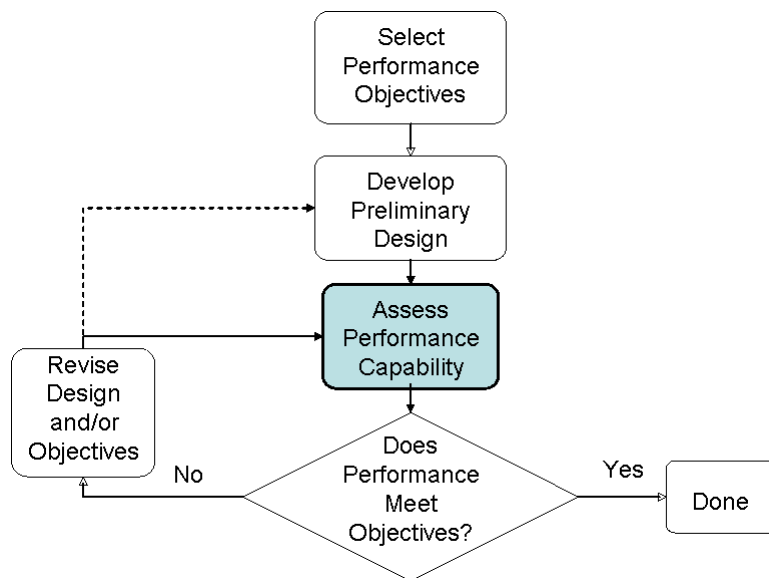 Select
Performance
Objectives
Develop
Preliminary
Design
Assess
Performance
Capability
Revise
Design
and/or
Objectives
Does
Performance
Meet
Objectives?
No
Yes
Done